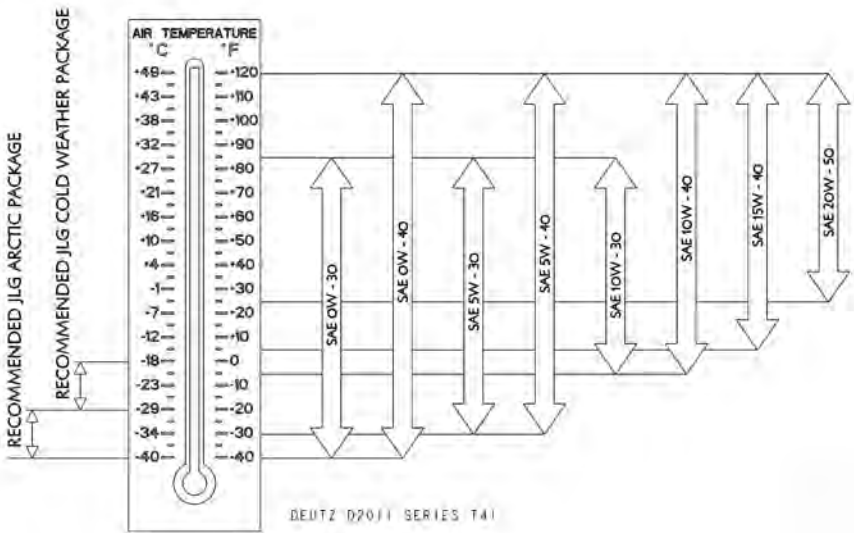 RECOMMENDED JLG ARCTIC PACKAGE
RECOMMENDED JLG COLD WEATHER PACKAGE
AIR TEMPERATURE
°C °F
+49 +120
+43 +110
+38 +100
+32 +90
+27 +80
+21 +70
+16 +60
+10 +50
+4 +40
-1 +30
-7 +20
-12 +10
-18 0
-23 -10
-29 -20
-34 -30
-40 -40
SAE 0W - 30
SAE 0W - 40
SAE 5W - 30
SAE 5W - 40
SAE 10W - 30
SAE 10W - 40
SAE 15W - 40
SAE 20W - 50
DEUTZ D2011 SERIES T4I